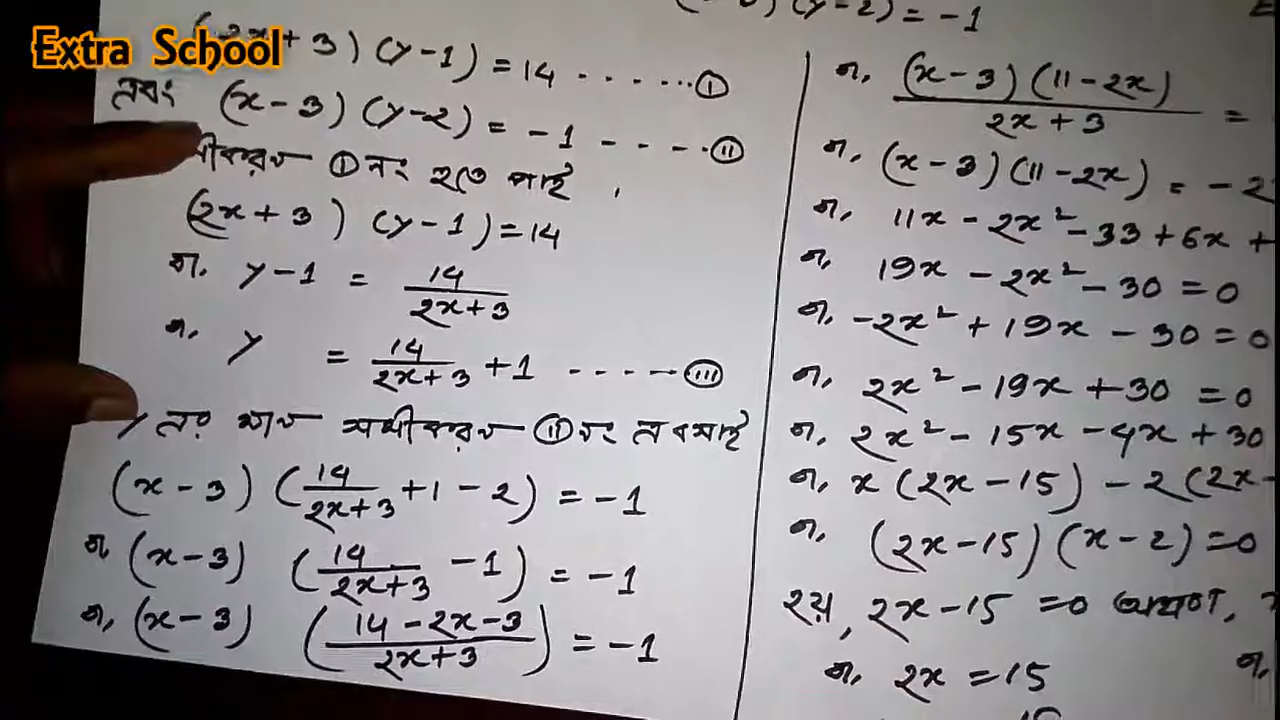 Extra School
(2x + 3) (y - 1) = 14 ------ (i)
এবং (x - 3) (y - 2) = -1 ----- (ii)
সমীকরণ (i) নং হতে পাই,
(2x + 3) (y - 1) = 14
বা, y - 1 = 14/(2x + 3)
বা, y = 14/(2x + 3) + 1 ----- (iii)
y এর মান সমীকরণ (ii) নং এ বসাই
(x - 3) (14/(2x + 3) + 1 - 2) = -1
বা (x - 3) (14/(2x + 3) - 1) = -1
বা, (x - 3) ((14 - 2x - 3)/(2x + 3)) = -1
(y - 2) = -1
বা, (x - 3) (11 - 2x)/(2x + 3) =
বা, (x - 3) (11 - 2x) = - 2
বা, 11x - 2x² - 33 + 6x +
বা, 19x - 2x² - 30 = 0
বা, -2x² + 19x - 30 = 0
বা, 2x² - 19x + 30 = 0
বা, 2x² - 15x - 4x + 30
বা, x (2x - 15) - 2 (2x -
বা, (2x - 15) (x - 2) = 0
হয়, 2x - 15 = 0 অথবা,
বা, 2x = 15
বা,